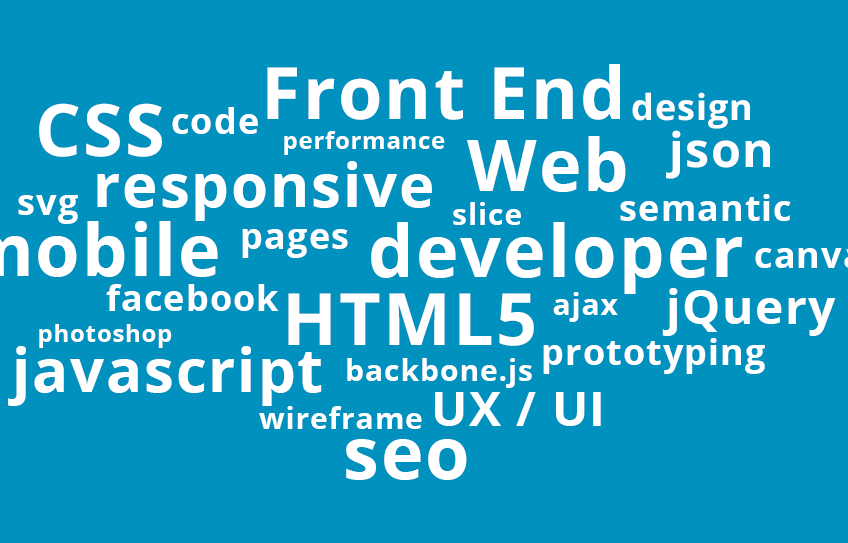 Front End
CSS
code
design
performance
Web
json
responsive
svg
slice
semantic
mobile
pages
developer
canva
facebook
HTML5
ajax
jQuery
photoshop
javascript
backbone.js
prototyping
wireframe
UX / UI
seo